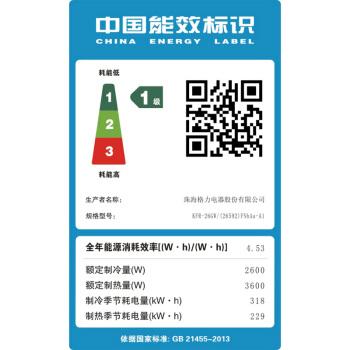 中国能效标识
CHINA ENERGY LABEL
耗能低
1
1级
2
3
耗能高
生产者名称： 珠海格力电器股份有限公司
规格型号： KFR-26GW/(26592)FNhAa-A1
全年能源消耗效率[(W·h)/(W·h)] 4.53
额定制冷量(W) 2600
额定制热量(W) 3600
制冷季节耗电量(kW·h) 318
制热季节耗电量(kW·h) 229
依据国家标准: GB 21455-2013